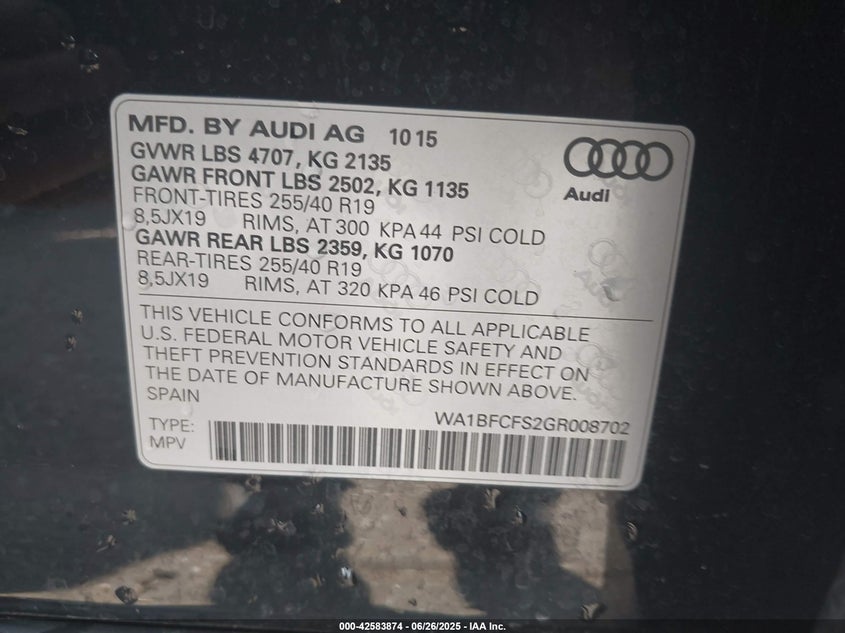 MFD. BY AUDI AG 10 15
GVWR LBS 4707, KG 2135
GAWR FRONT LBS 2502, KG 1135
FRONT-TIRES 255/40 R19
8,5JX19 RIMS, AT 300 KPA 44 PSI COLD
GAWR REAR LBS 2359, KG 1070
REAR-TIRES 255/40 R19
8,5JX19 RIMS, AT 320 KPA 46 PSI COLD
Audi
THIS VEHICLE CONFORMS TO ALL APPLICABLE
U.S. FEDERAL MOTOR VEHICLE SAFETY AND
THEFT PREVENTION STANDARDS IN EFFECT ON
THE DATE OF MANUFACTURE SHOWN ABOVE.
SPAIN
WA1BFCFS2GR008702
TYPE:
MPV
000-42583874 | 06/26/2025 - IAA Inc.